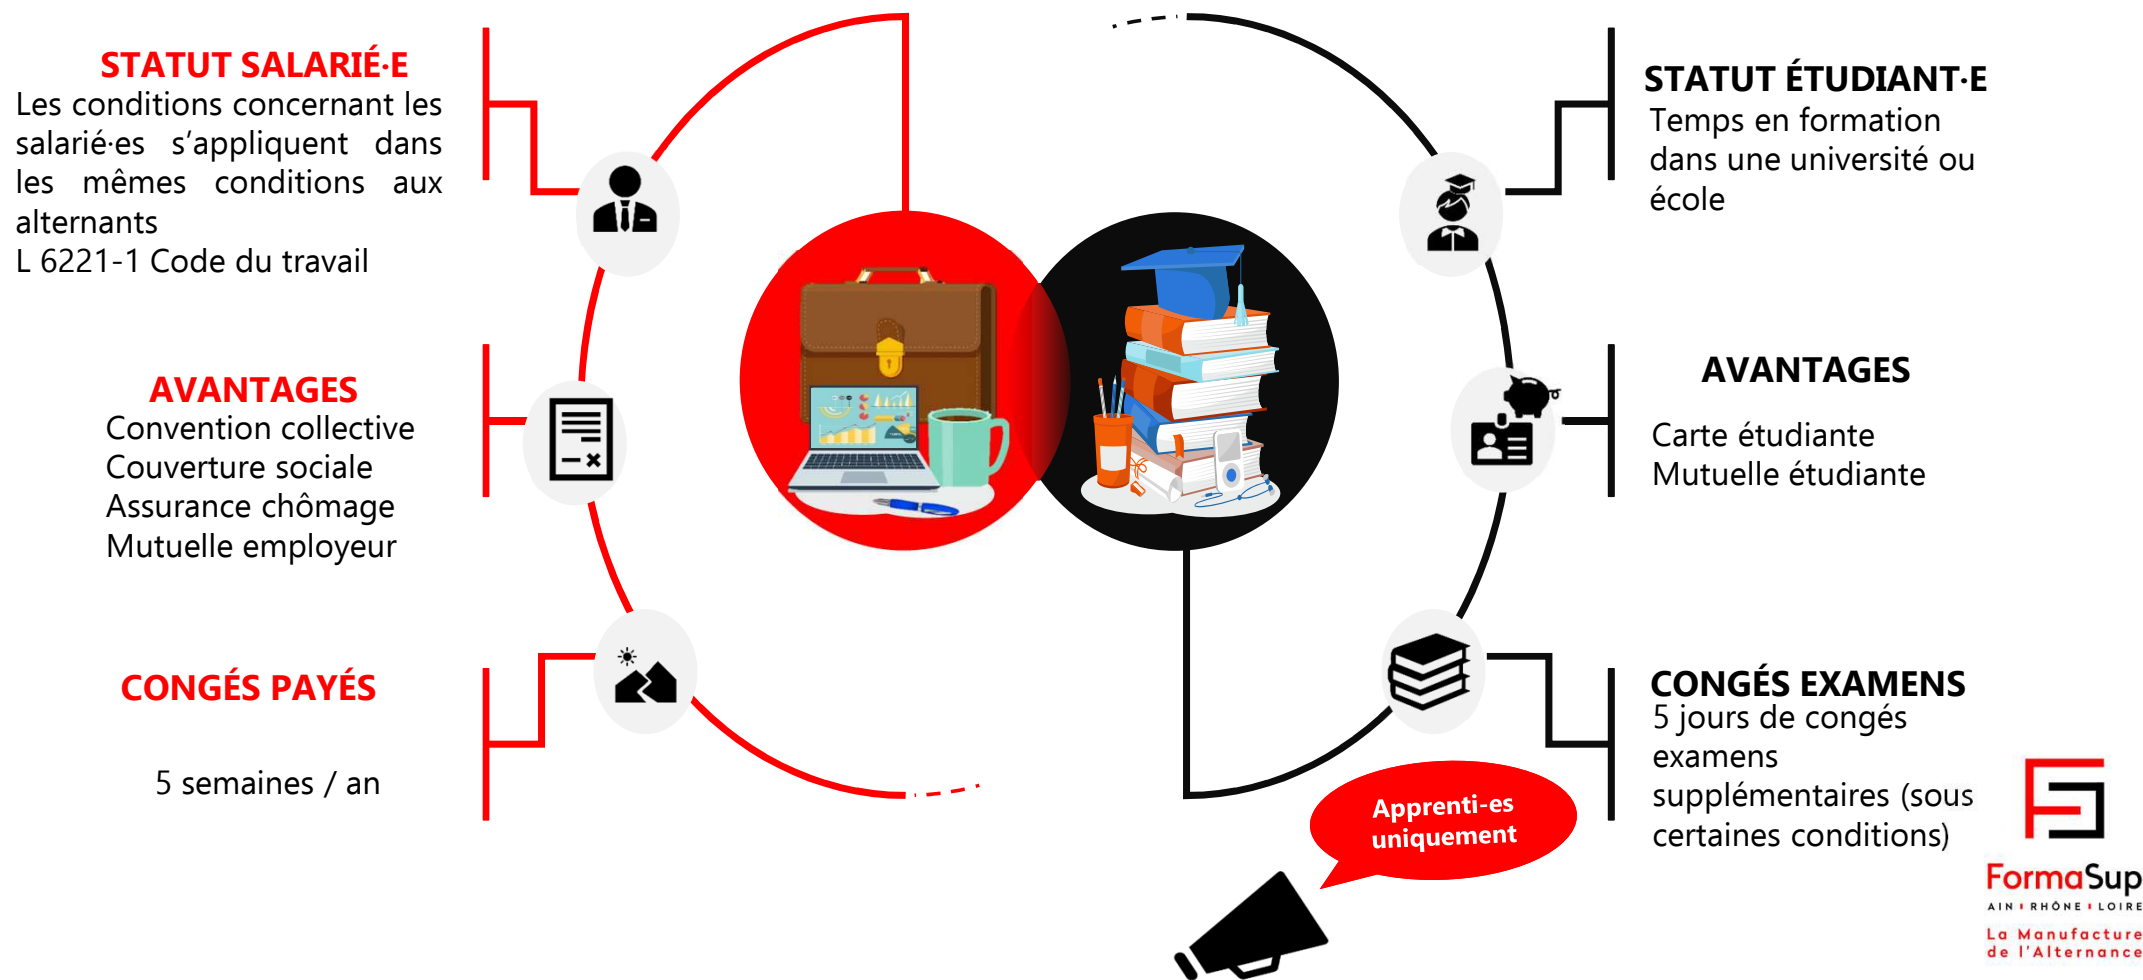 STATUT SALARIÉ·E
Les conditions concernant les
salarié·es s’appliquent dans
les mêmes conditions aux
alternants
L 6221-1 Code du travail
AVANTAGES
Convention collective
Couverture sociale
Assurance chômage
Mutuelle employeur
CONGÉS PAYÉS
5 semaines / an
STATUT ÉTUDIANT·E
Temps en formation
dans une université ou
école
AVANTAGES
Carte étudiante
Mutuelle étudiante
CONGÉS EXAMENS
5 jours de congés
examens
supplémentaires (sous
certaines conditions)
Apprenti-es
uniquement
FormaSup
AIN RHÔNE LOIRE
La Manufacture
de l'Alternance